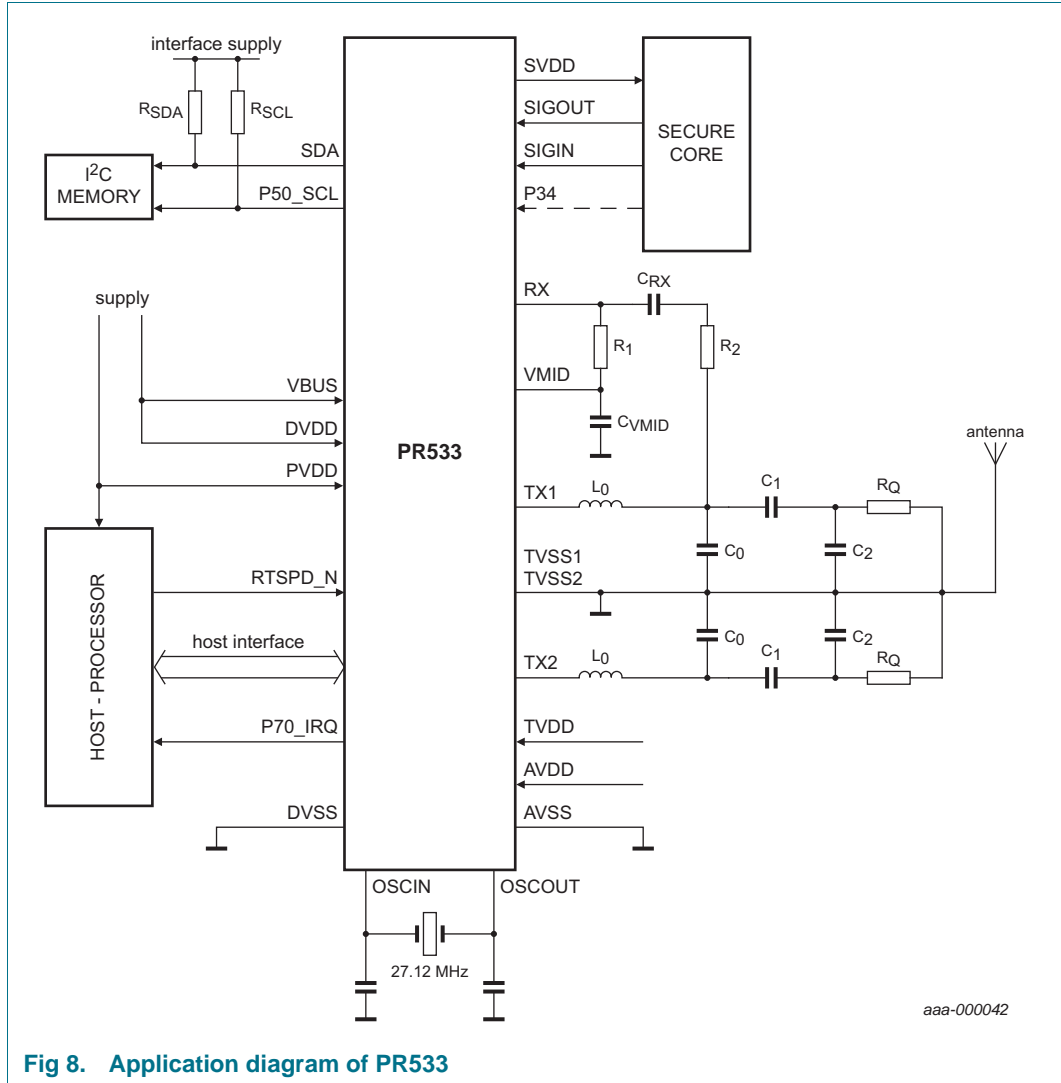 interface supply
RSDA
RSCL
SDA
P50_SCL
I2C
MEMORY
SVDD
SIGOUT
SIGIN
P34
SECURE
CORE
supply
VBUS
DVDD
PVDD
PR533
RX
CRX
R1
R2
VMID
CVMID
antenna
TX1
L0
C1
RQ
C0
C2
TVSS1
TVSS2
C0
C2
TX2
L0
C1
RQ
HOST - PROCESSOR
RTSPD_N
host interface
P70_IRQ
DVSS
TVDD
AVDD
AVSS
OSCIN
OSCOUT
27.12 MHz
aaa-000042
Fig 8. Application diagram of PR533